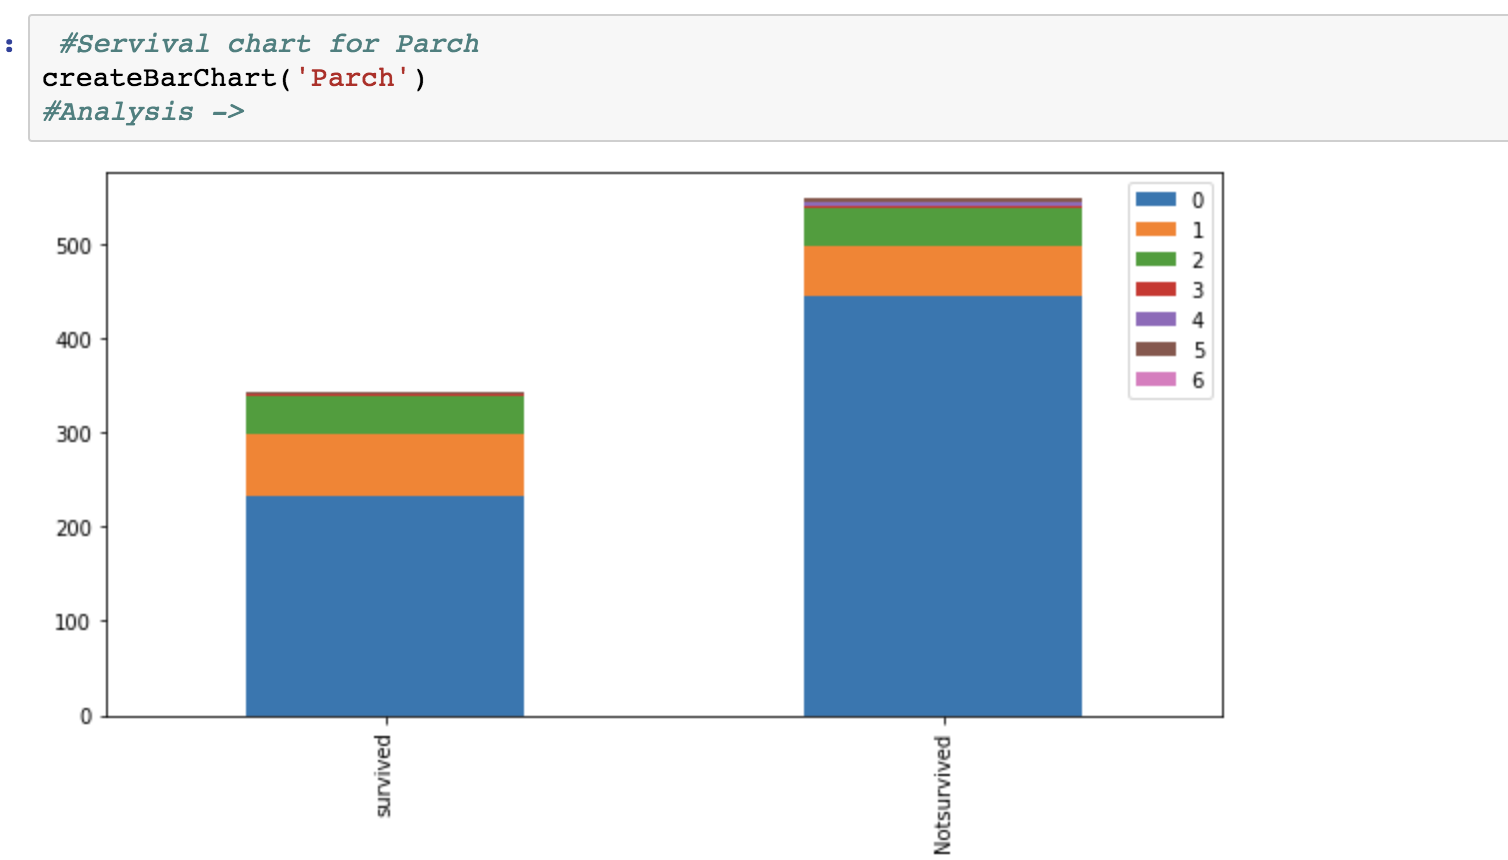 :
#Servival chart for Parch
createBarChart('Parch')
#Analysis ->
500
400
300
200
100
0
survived
Notsurvived
0
1
2
3
4
5
6